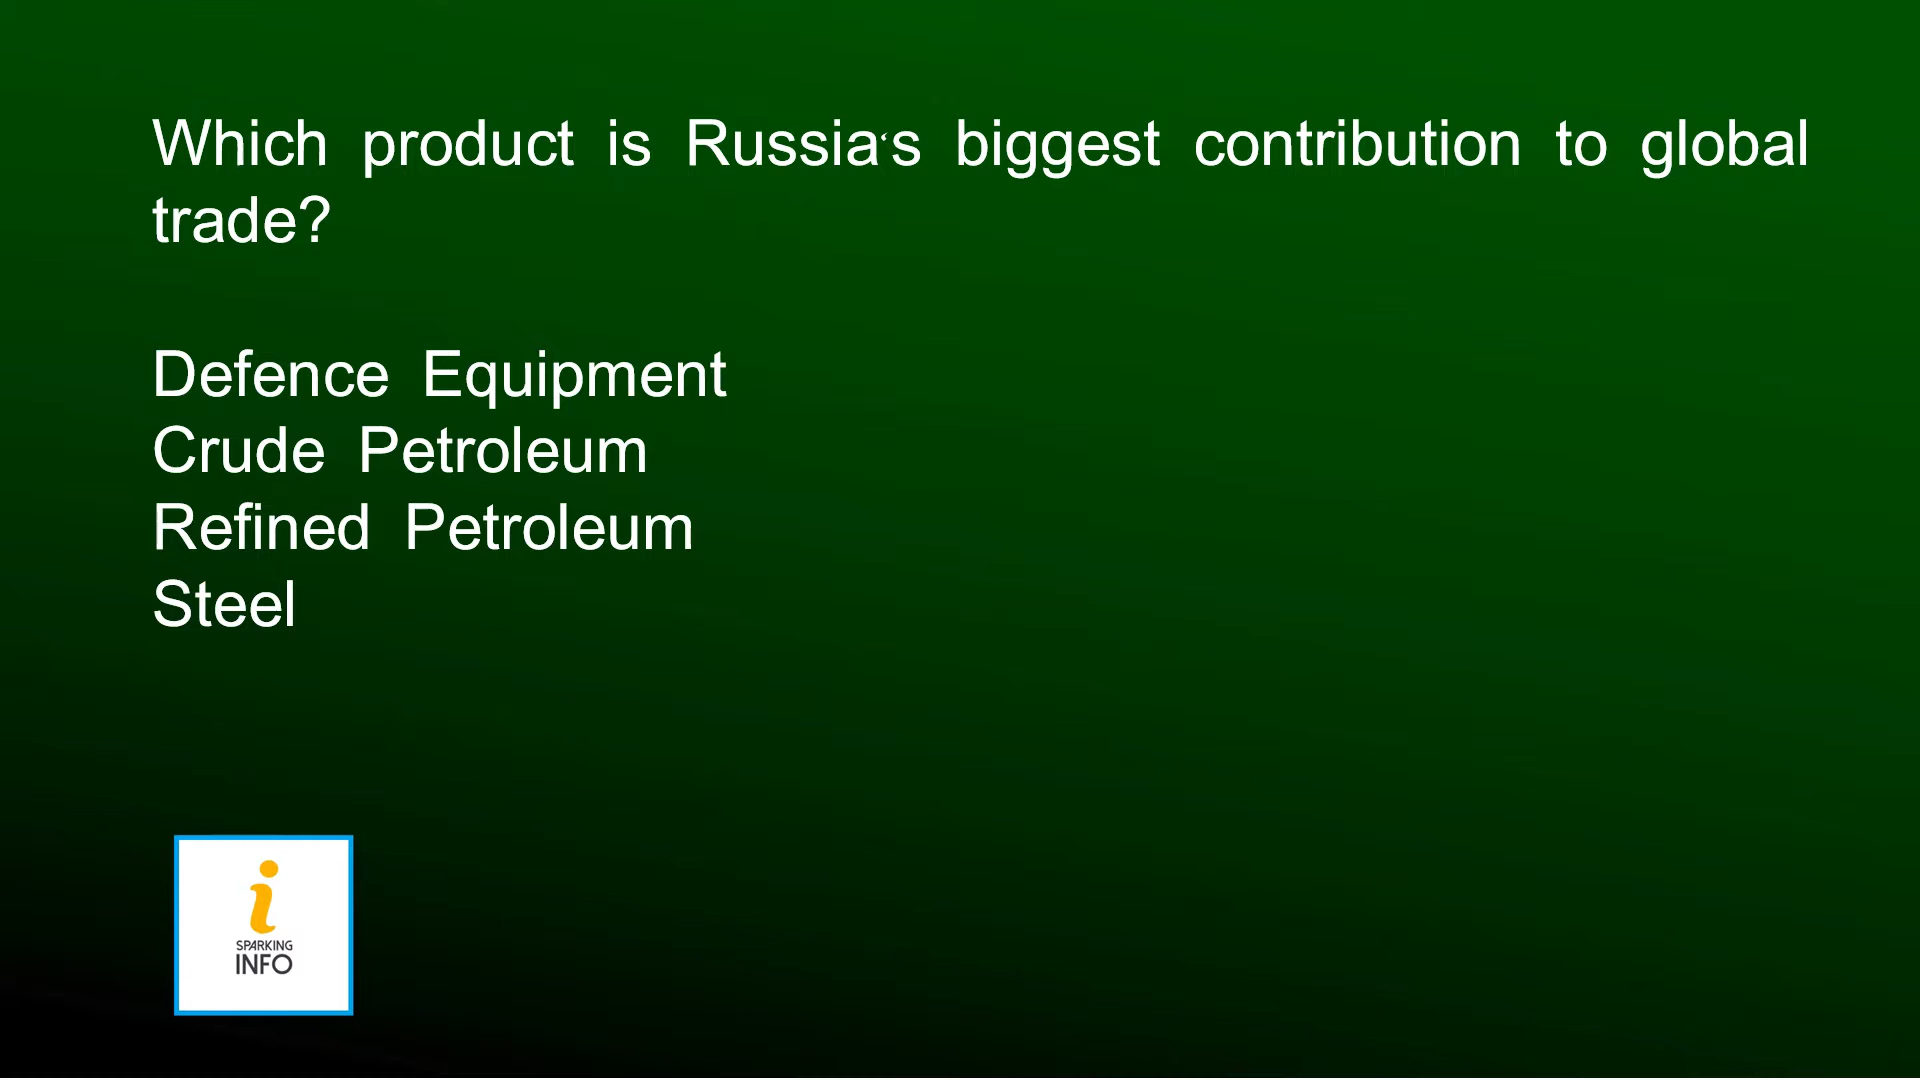 Which product is Russia‘s biggest contribution to global
trade?
Defence Equipment
Crude Petroleum
Refined Petroleum
Steel
i
SPARKING
INFO